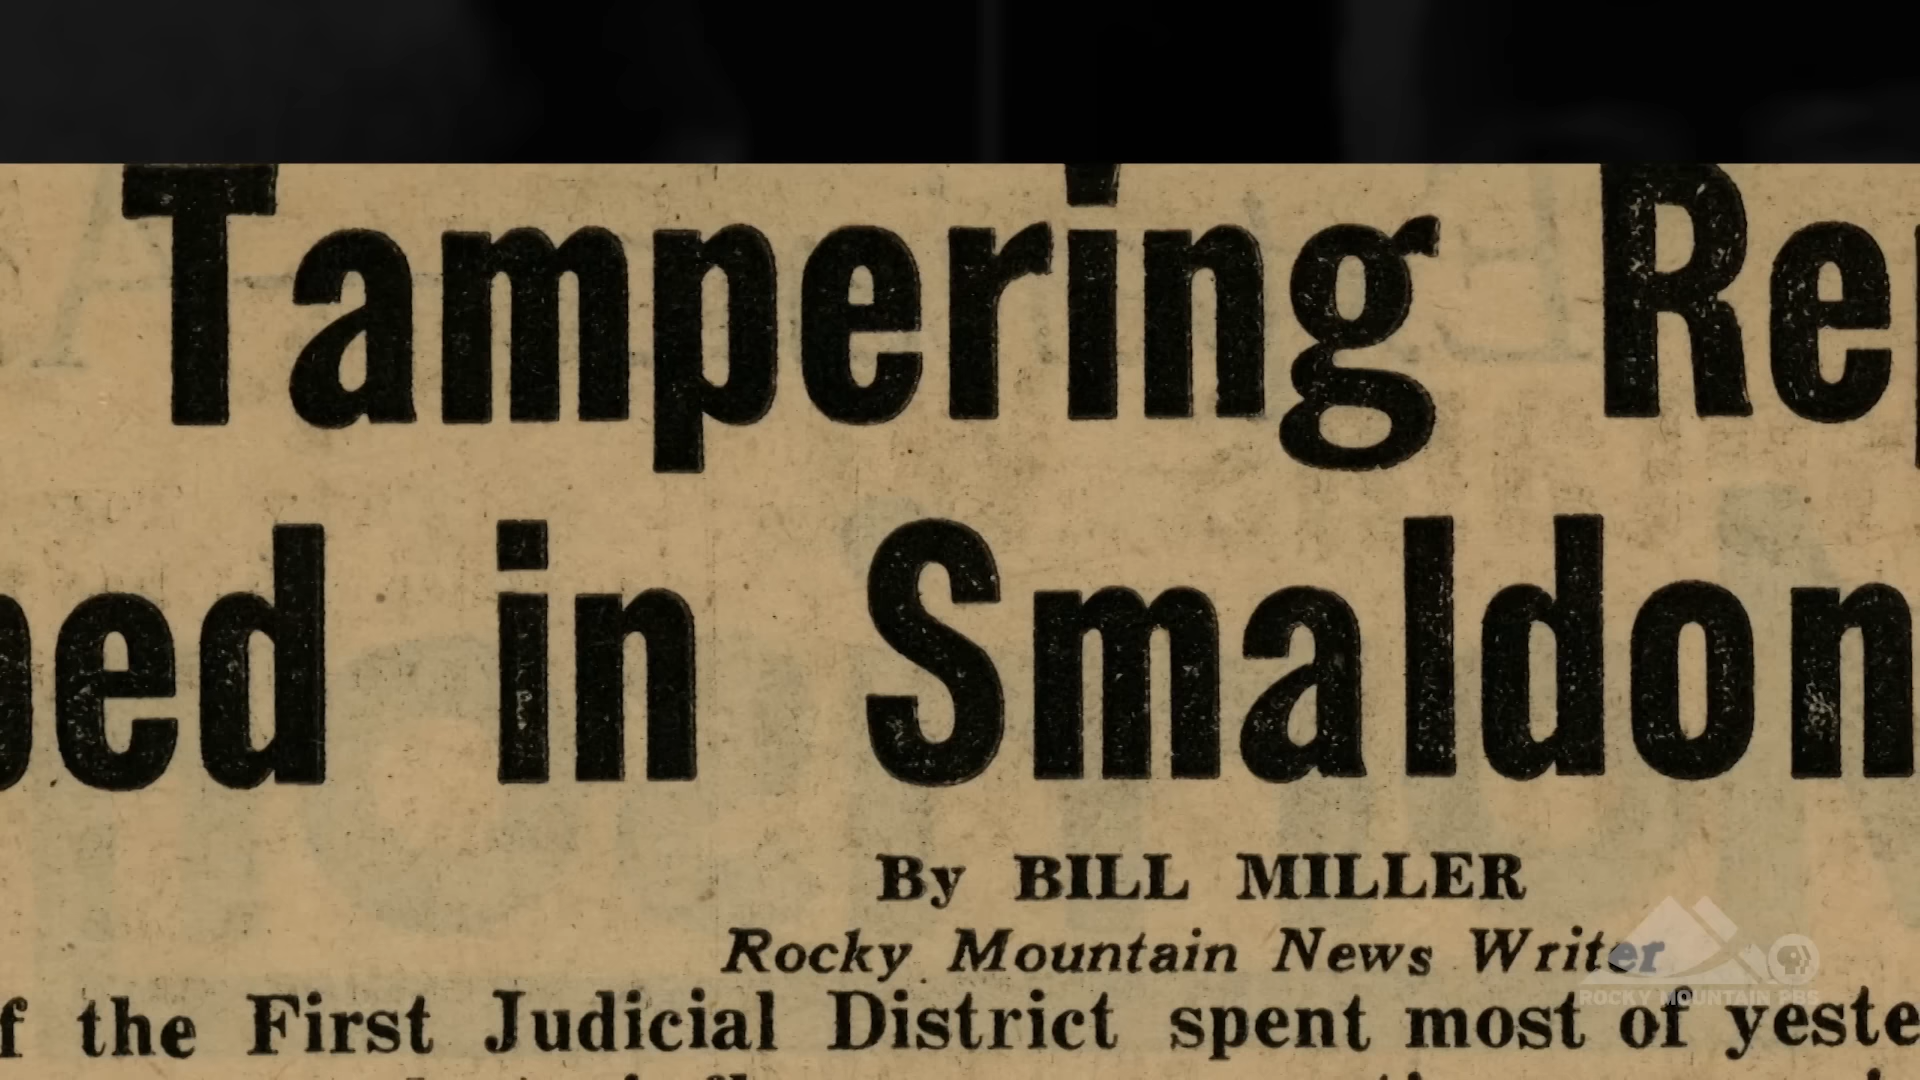 Tampering Rep
ped in Smaldon
By BILL MILLER
Rocky Mountain News Writer
f the First Judicial District spent most of yeste
ROCKY MOUNTAIN PBS